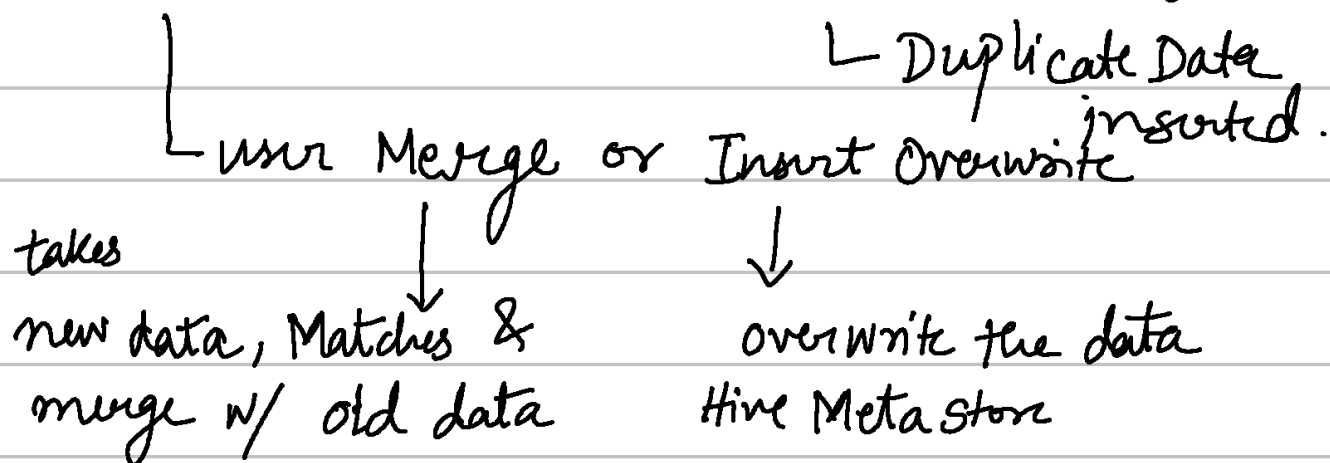 └ Duplicate Data
inserted.
└ user Merge or Insert Overwrite
takes
new data, Matches & overwrite the data
merge w/ old data Hive Meta Store